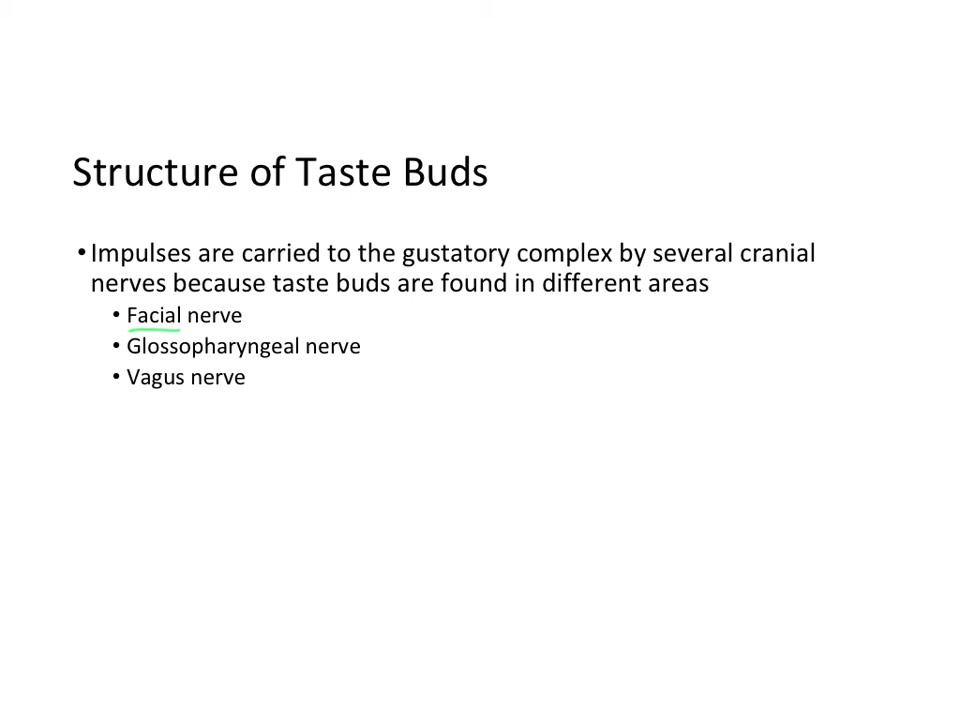 Structure of Taste Buds
• Impulses are carried to the gustatory complex by several cranial
nerves because taste buds are found in different areas
• Facial nerve
• Glossopharyngeal nerve
• Vagus nerve